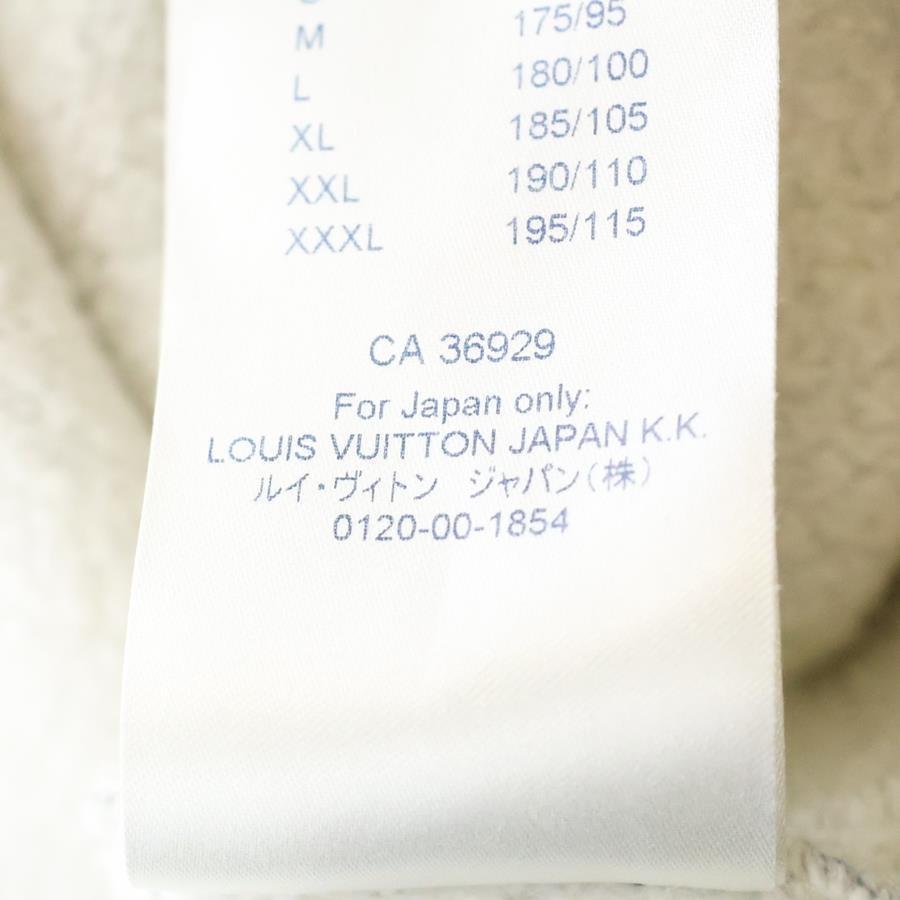 M 175/95
L 180/100
XL 185/105
XXL 190/110
XXXL 195/115
CA 36929
For Japan only:
LOUIS VUITTON JAPAN K.K.
ルイ・ヴィトン ジャパン(株)
0120-00-1854